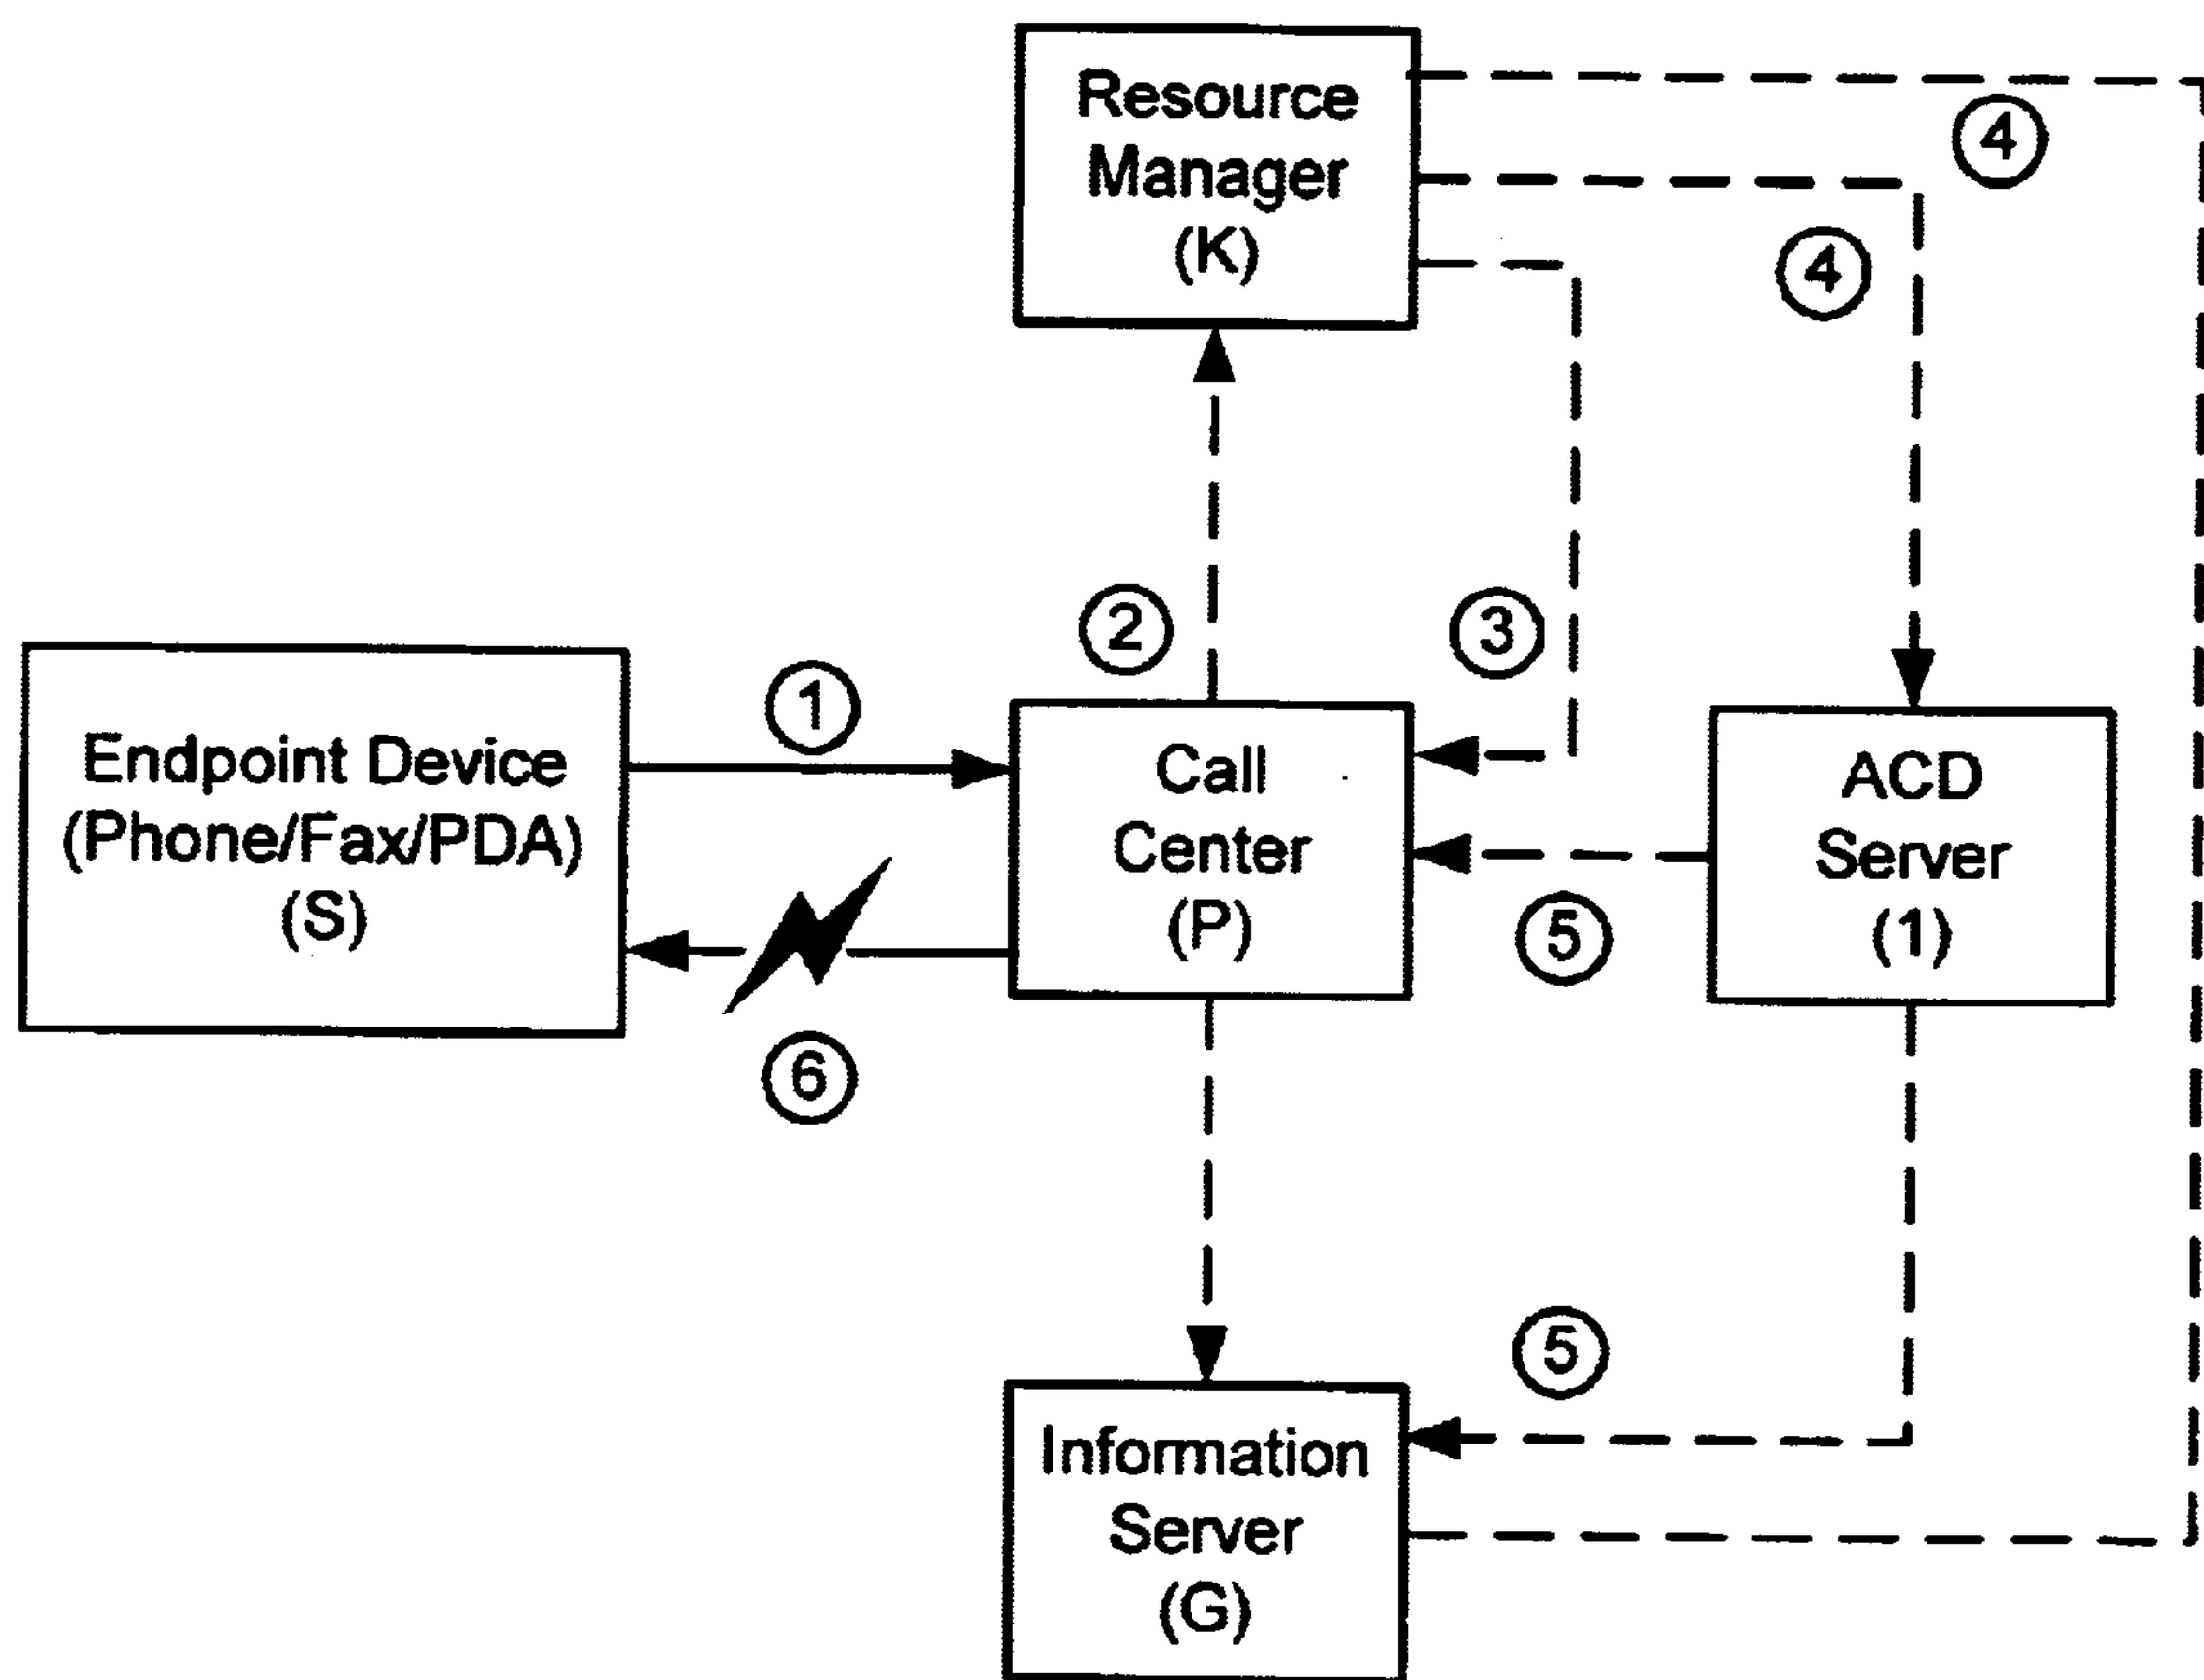 Resource
Manager
(K)
4
4
2
3
1
Endpoint Device
(Phone/Fax/PDA)
(S)
Call
Center
(P)
ACD
Server
(1)
5
6
5
Information
Server
(G)